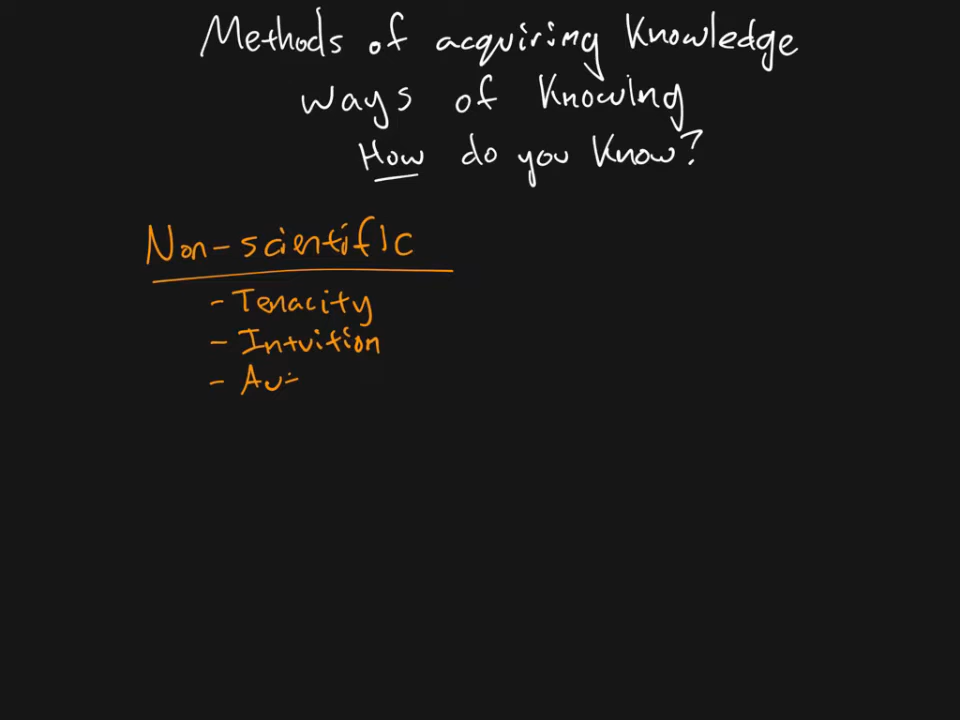 Methods of acquiring Knowledge
ways of Knowing
How do you Know?
Non-scientific
- Tenacity
- Intuition
- Au